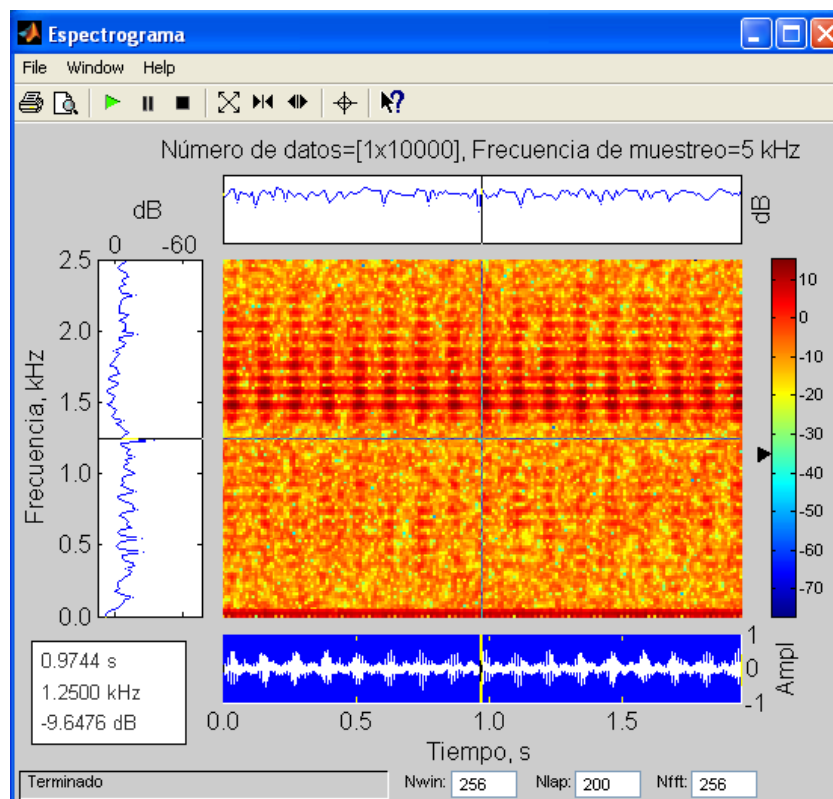 Espectrograma
File Window Help
Número de datos=[1x10000], Frecuencia de muestreo=5 kHz
dB
0 -60
dB
2.5
2.0
1.5
1.0
0.5
0.0
Frecuencia, kHz
10
0
-10
-20
-30
-40
-50
-60
-70
0.9744 s
1.2500 kHz
-9.6476 dB
1
0
-1
Ampl
0.0 0.5 1.0 1.5
Tiempo, s
Terminado
Nwin: 256 Nlap: 200 Nfft: 256